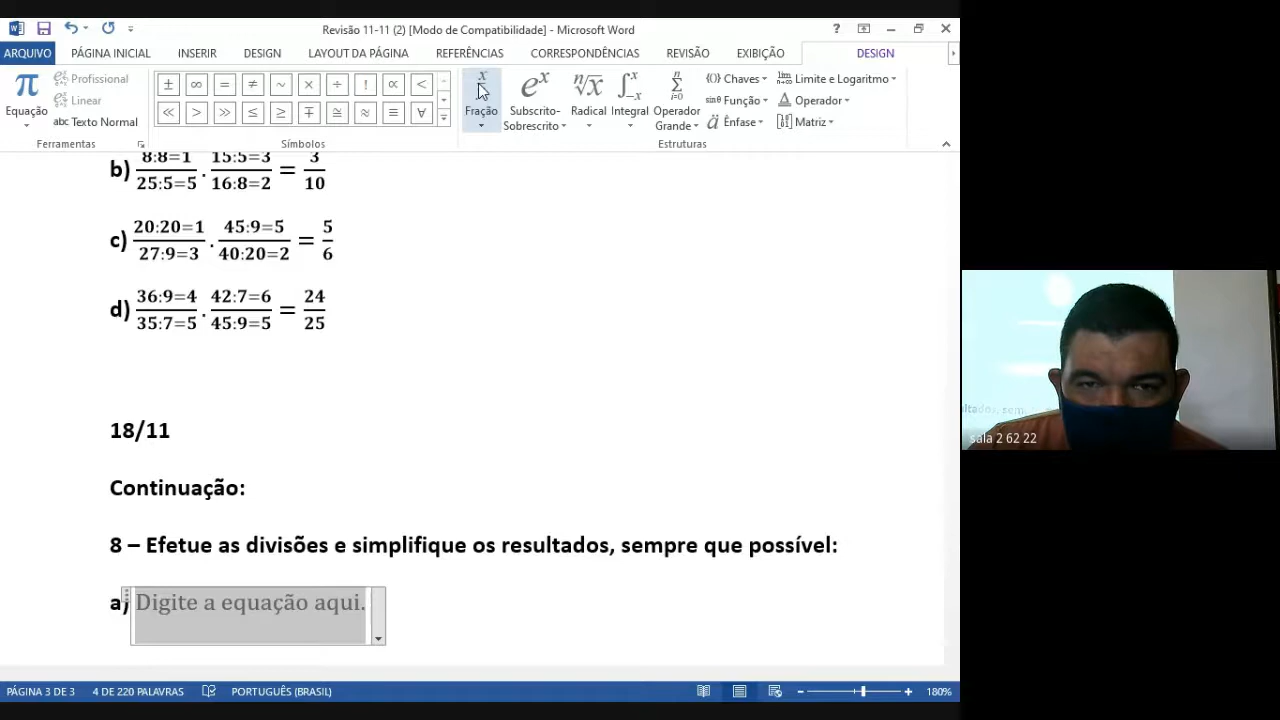 Revisão 11-11 (2) [Modo de Compatibilidade] - Microsoft Word
ARQUIVO PÁGINA INICIAL INSERIR DESIGN LAYOUT DA PÁGINA REFERÊNCIAS CORRESPONDÊNCIAS REVISÃO EXIBIÇÃO DESIGN
π Equação
Profissional
Linear
abc Texto Normal
Ferramentas
± ∞ = ≠ ~ × ÷ ! ∝ <
≪ > ≫ ≤ ≥ ∓ ≅ ≈ ≡ ∀
Símbolos
Fração
Subscrito-Sobrescrito
Radical
Integral
Operador Grande
{()} Chaves
sinθ Função
ä Ênfase
lim n→∞ Limite e Logaritmo
Operador
Matriz
Estruturas
b) 8:8=1/25:5=5 . 15:5=3/16:8=2 = 3/10
c) 20:20=1/27:9=3 . 45:9=5/40:20=2 = 5/6
d) 36:9=4/35:7=5 . 42:7=6/45:9=5 = 24/25
18/11
Continuação:
8 – Efetue as divisões e simplifique os resultados, sempre que possível:
a) Digite a equação aqui.
sala 2 62 22
PÁGINA 3 DE 3 4 DE 220 PALAVRAS PORTUGUÊS (BRASIL) 180%